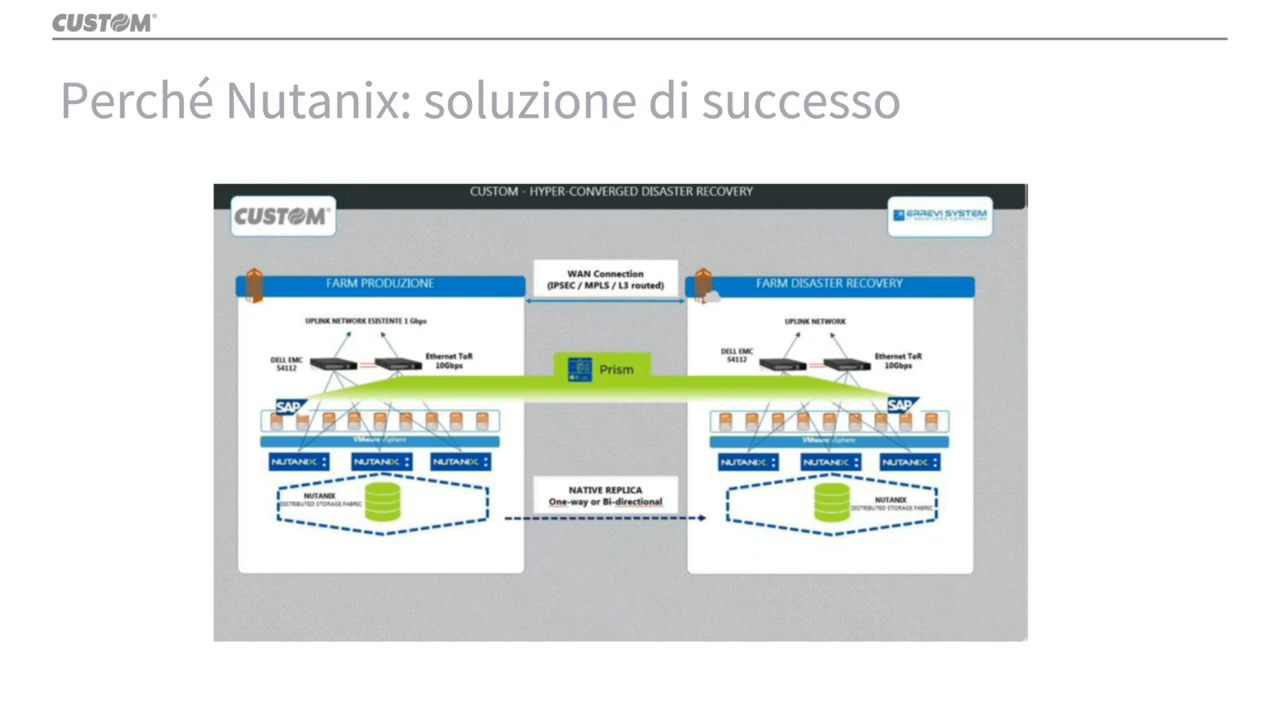 CUSTOM®
Perché Nutanix: soluzione di successo
CUSTOM - HYPER-CONVERGED DISASTER RECOVERY
CUSTOM®
ERREVI SYSTEM
FARM PRODUZIONE
WAN Connection
(IPSEC / MPLS / L3 routed)
FARM DISASTER RECOVERY
UPLINK NETWORK ESISTENTE 1 Gbps
DELL EMC
S4112
Ethernet ToR
10Gbps
UPLINK NETWORK
DELL EMC
S4112
Ethernet ToR
10Gbps
Prism
SAP
SAP
VMware vSphere
VMware vSphere
NUTANIX
NUTANIX
NUTANIX
NUTANIX
NUTANIX
NUTANIX
NUTANIX
DISTRIBUTED STORAGE FABRIC
NATIVE REPLICA
One-way or Bi-directional
NUTANIX
DISTRIBUTED STORAGE FABRIC